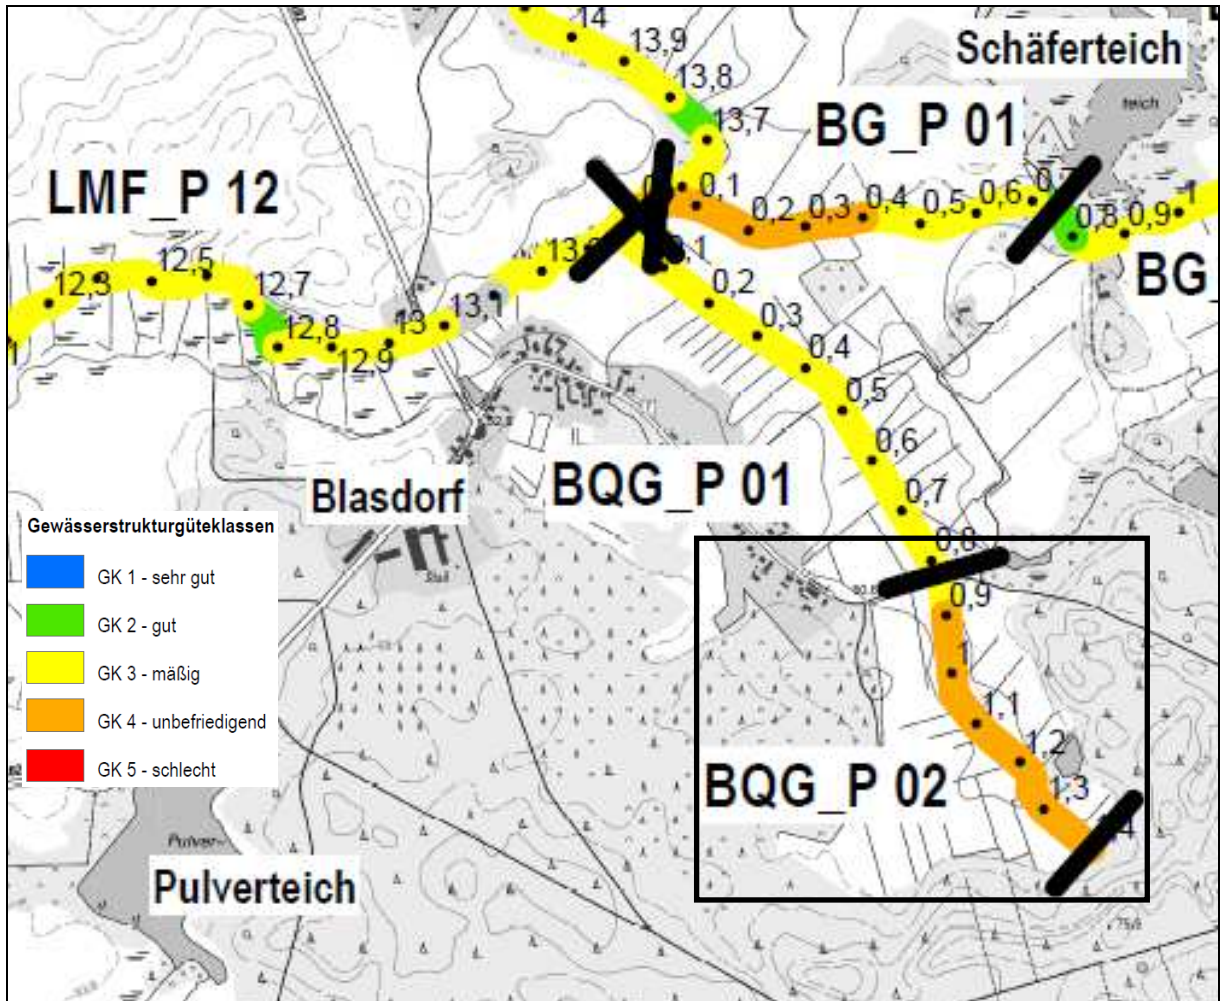 14
13,9
Schäferteich
13,8
teich
13,7
BG_P 01
LMF_P 12
0,1
0,2
0,3
0,4
0,5
0,6
0,8
0,9
1
BG_
12,3
12,5
12,7
12,8
12,9
13
13,1
0,2
0,3
0,4
0,5
0,6
0,7
0,8
0,9
1
1,1
1,2
1,3
BQG_P 01
Blasdorf
Stall
Gewässerstrukturgüteklassen
GK 1 - sehr gut
GK 2 - gut
GK 3 - mäßig
GK 4 - unbefriedigend
GK 5 - schlecht
BQG_P 02
Pulver-
Pulverteich